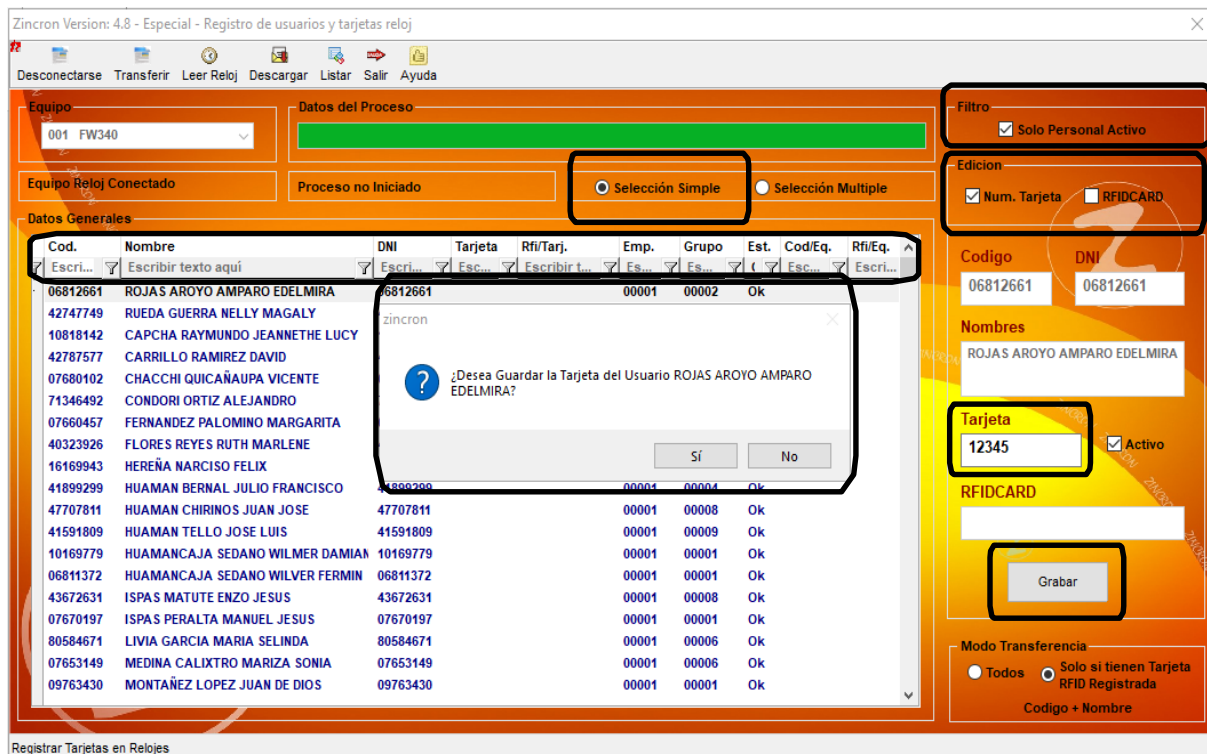 Zincron Version: 4.8 - Especial - Registro de usuarios y tarjetas reloj
Desconectarse Transferir Leer Reloj Descargar Listar Salir Ayuda
Equipo
001 FW340
Datos del Proceso
Filtro
Solo Personal Activo
Equipo Reloj Conectado
Proceso no Iniciado
Selección Simple
Selección Multiple
Edicion
Num. Tarjeta
RFIDCARD
Datos Generales
Cod. Nombre DNI Tarjeta Rfi/Tarj. Emp. Grupo Est. Cod/Eq. Rfi/Eq.
Escri... Escribir texto aquí Escri... Esc... Escribir t... Es... Es... ( Esc... Escri...
06812661 ROJAS AROYO AMPARO EDELMIRA 06812661 00001 00002 Ok
42747749 RUEDA GUERRA NELLY MAGALY
10818142 CAPCHA RAYMUNDO JEANNETHE LUCY
42787577 CARRILLO RAMIREZ DAVID
07680102 CHACCHI QUICAÑAUPA VICENTE
71346492 CONDORI ORTIZ ALEJANDRO
07660457 FERNANDEZ PALOMINO MARGARITA
40323926 FLORES REYES RUTH MARLENE
16169943 HEREÑA NARCISO FELIX
41899299 HUAMAN BERNAL JULIO FRANCISCO 41899299 00001 00004 Ok
47707811 HUAMAN CHIRINOS JUAN JOSE 47707811 00001 00008 Ok
41591809 HUAMAN TELLO JOSE LUIS 41591809 00001 00009 Ok
10169779 HUAMANCAJA SEDANO WILMER DAMIAN 10169779 00001 00001 Ok
06811372 HUAMANCAJA SEDANO WILVER FERMIN 06811372 00001 00001 Ok
43672631 ISPAS MATUTE ENZO JESUS 43672631 00001 00008 Ok
07670197 ISPAS PERALTA MANUEL JESUS 07670197 00001 00001 Ok
80584671 LIVIA GARCIA MARIA SELINDA 80584671 00001 00006 Ok
07653149 MEDINA CALIXTRO MARIZA SONIA 07653149 00001 00006 Ok
09763430 MONTAÑEZ LOPEZ JUAN DE DIOS 09763430 00001 00001 Ok
zincron
¿Desea Guardar la Tarjeta del Usuario ROJAS AROYO AMPARO
EDELMIRA?
Sí No
Codigo DNI
06812661 06812661
Nombres
ROJAS AROYO AMPARO EDELMIRA
Tarjeta
12345
Activo
RFIDCARD
Grabar
Modo Transferencia
Todos
Solo si tienen Tarjeta
RFID Registrada
Codigo + Nombre
Registrar Tarjetas en Relojes